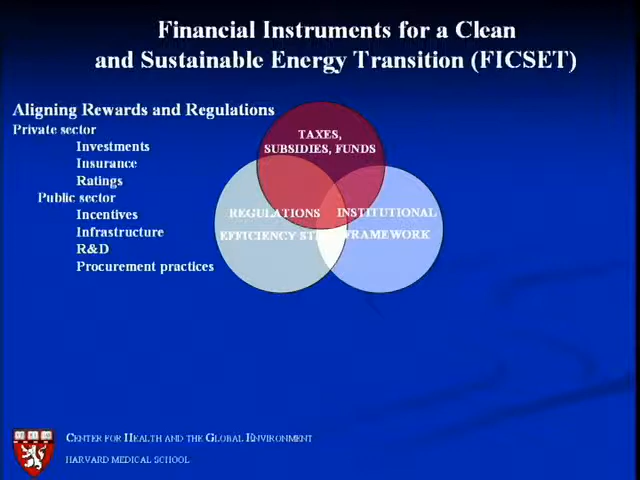 Financial Instruments for a Clean
and Sustainable Energy Transition (FICSET)
Aligning Rewards and Regulations
Private sector
Investments
Insurance
Ratings
Public sector
Incentives
Infrastructure
R&D
Procurement practices
TAXES,
SUBSIDIES, FUNDS
REGULATIONS
EFFICIENCY
INSTITUTIONAL
FRAMEWORK
CENTER FOR HEALTH AND THE GLOBAL ENVIRONMENT
HARVARD MEDICAL SCHOOL